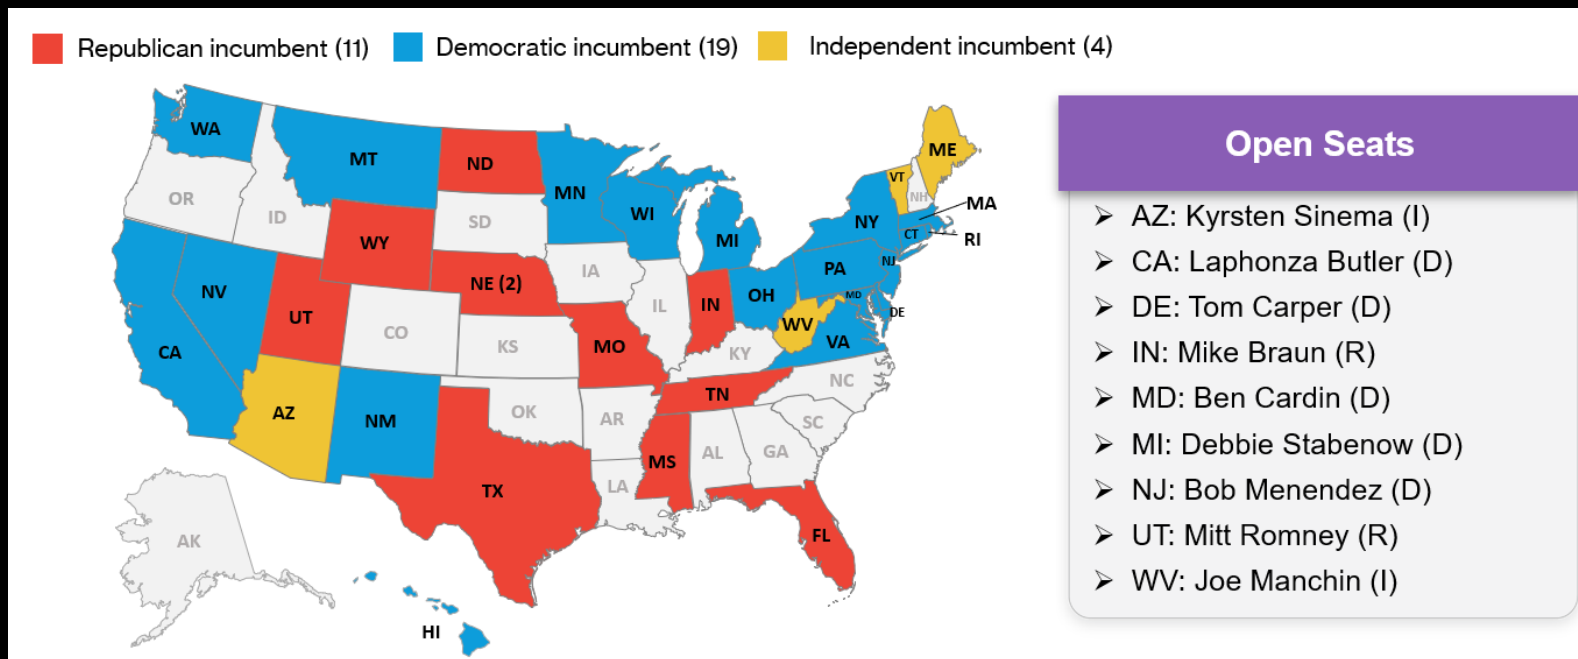 Republican incumbent (11) Democratic incumbent (19) Independent incumbent (4)
WA
MT
ND
MN
OR
ID
SD
WI
MI
NY
VT
NH
ME
MA
RI
CT
WY
IA
PA
NJ
NE (2)
NV
UT
CO
IL
IN
OH
MD
DE
WV
VA
CA
KS
MO
KY
AZ
NM
OK
AR
TN
NC
SC
TX
LA
MS
AL
GA
FL
AK
HI
Open Seats
➢ AZ: Kyrsten Sinema (I)
➢ CA: Laphonza Butler (D)
➢ DE: Tom Carper (D)
➢ IN: Mike Braun (R)
➢ MD: Ben Cardin (D)
➢ MI: Debbie Stabenow (D)
➢ NJ: Bob Menendez (D)
➢ UT: Mitt Romney (R)
➢ WV: Joe Manchin (I)